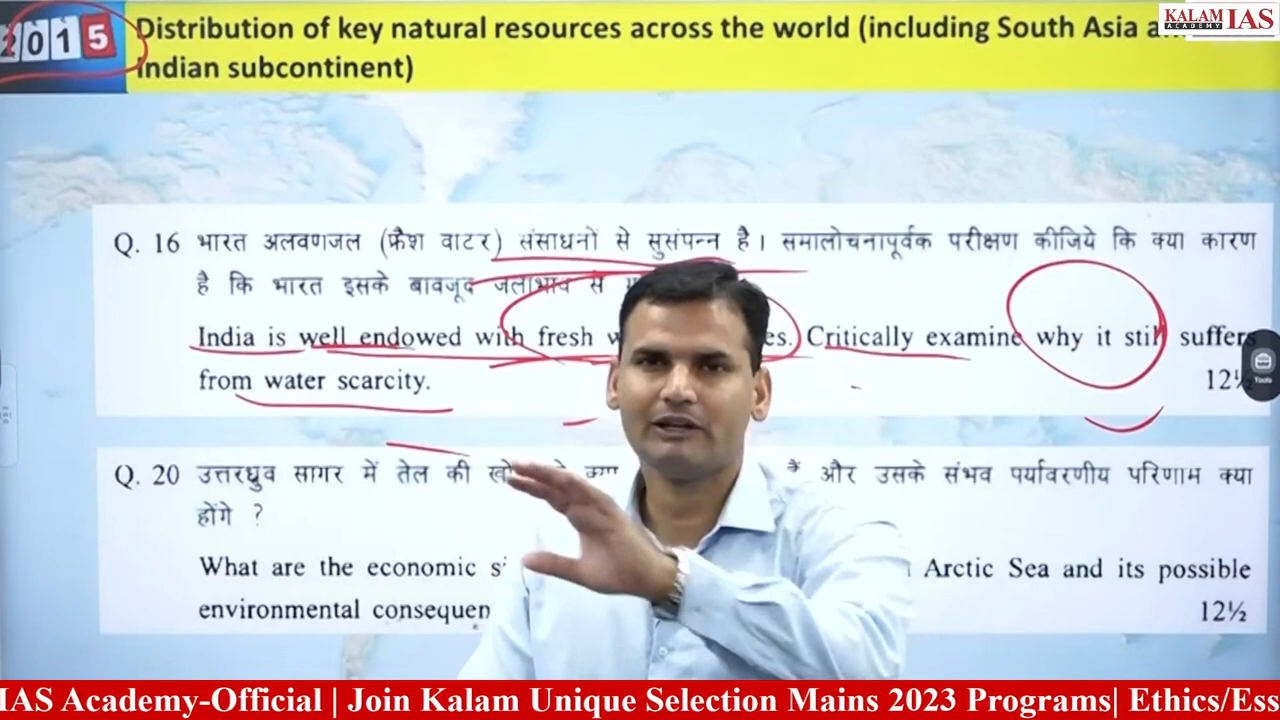 2015
Distribution of key natural resources across the world (including South Asia a
Indian subcontinent)
KALAM IAS
ACADEMY
Q. 16 भारत अलवणजल (फ्रैश वाटर) संसाधनों से सुसंपन्न है। समालोचनापूर्वक परीक्षण कीजिये कि क्या कारण
है कि भारत इसके बावजूद जलाभाव से
India is well endowed with fresh w es. Critically examine why it still suffers
from water scarcity. 12½
Tools
Q. 20 उत्तरध्रुव सागर में तेल की और उसके संभव पर्यावरणीय परिणाम क्या
होंगे ?
What are the economic Arctic Sea and its possible
environmental consequen 12½
IAS Academy-Official | Join Kalam Unique Selection Mains 2023 Programs| Ethics/Ess